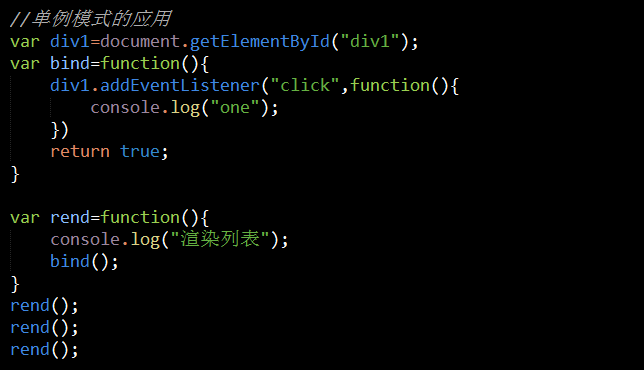 //单例模式的应用
var div1=document.getElementById("div1");
var bind=function(){
    div1.addEventListener("click",function(){
        console.log("one");
    })
    return true;
}

var rend=function(){
    console.log("渲染列表");
    bind();
}
rend();
rend();
rend();